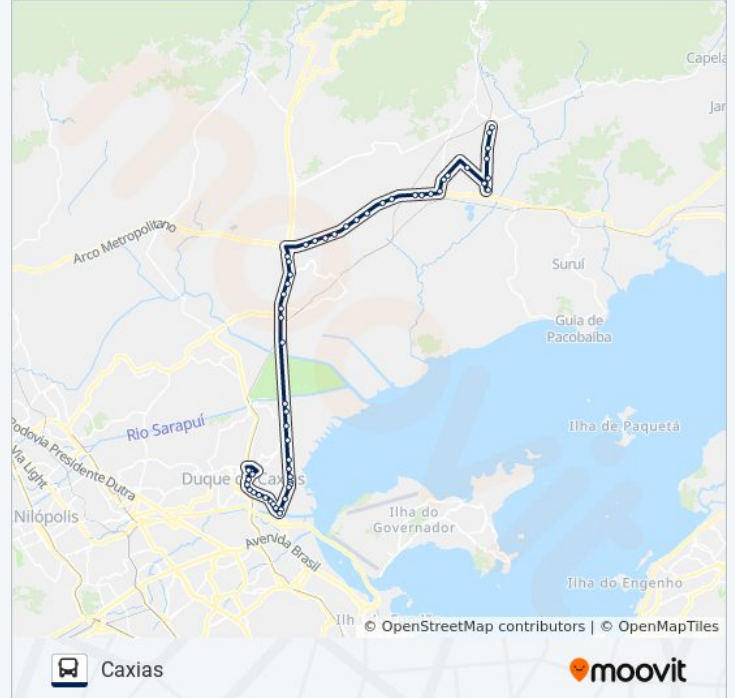 Capela
Jar
Arco Metropolitano
Suruí
Guia de
Pacobaíba
Rio Sarapuí
Ilha de Paquetá
Rodovia Presidente Dutra
Via Light
Duque de Caxias
Nilópolis
Ilha do
Governador
Avenida Brasil
Ilha do Engenho
© OpenStreetMap contributors | © OpenMapTiles
Caxias
moovit